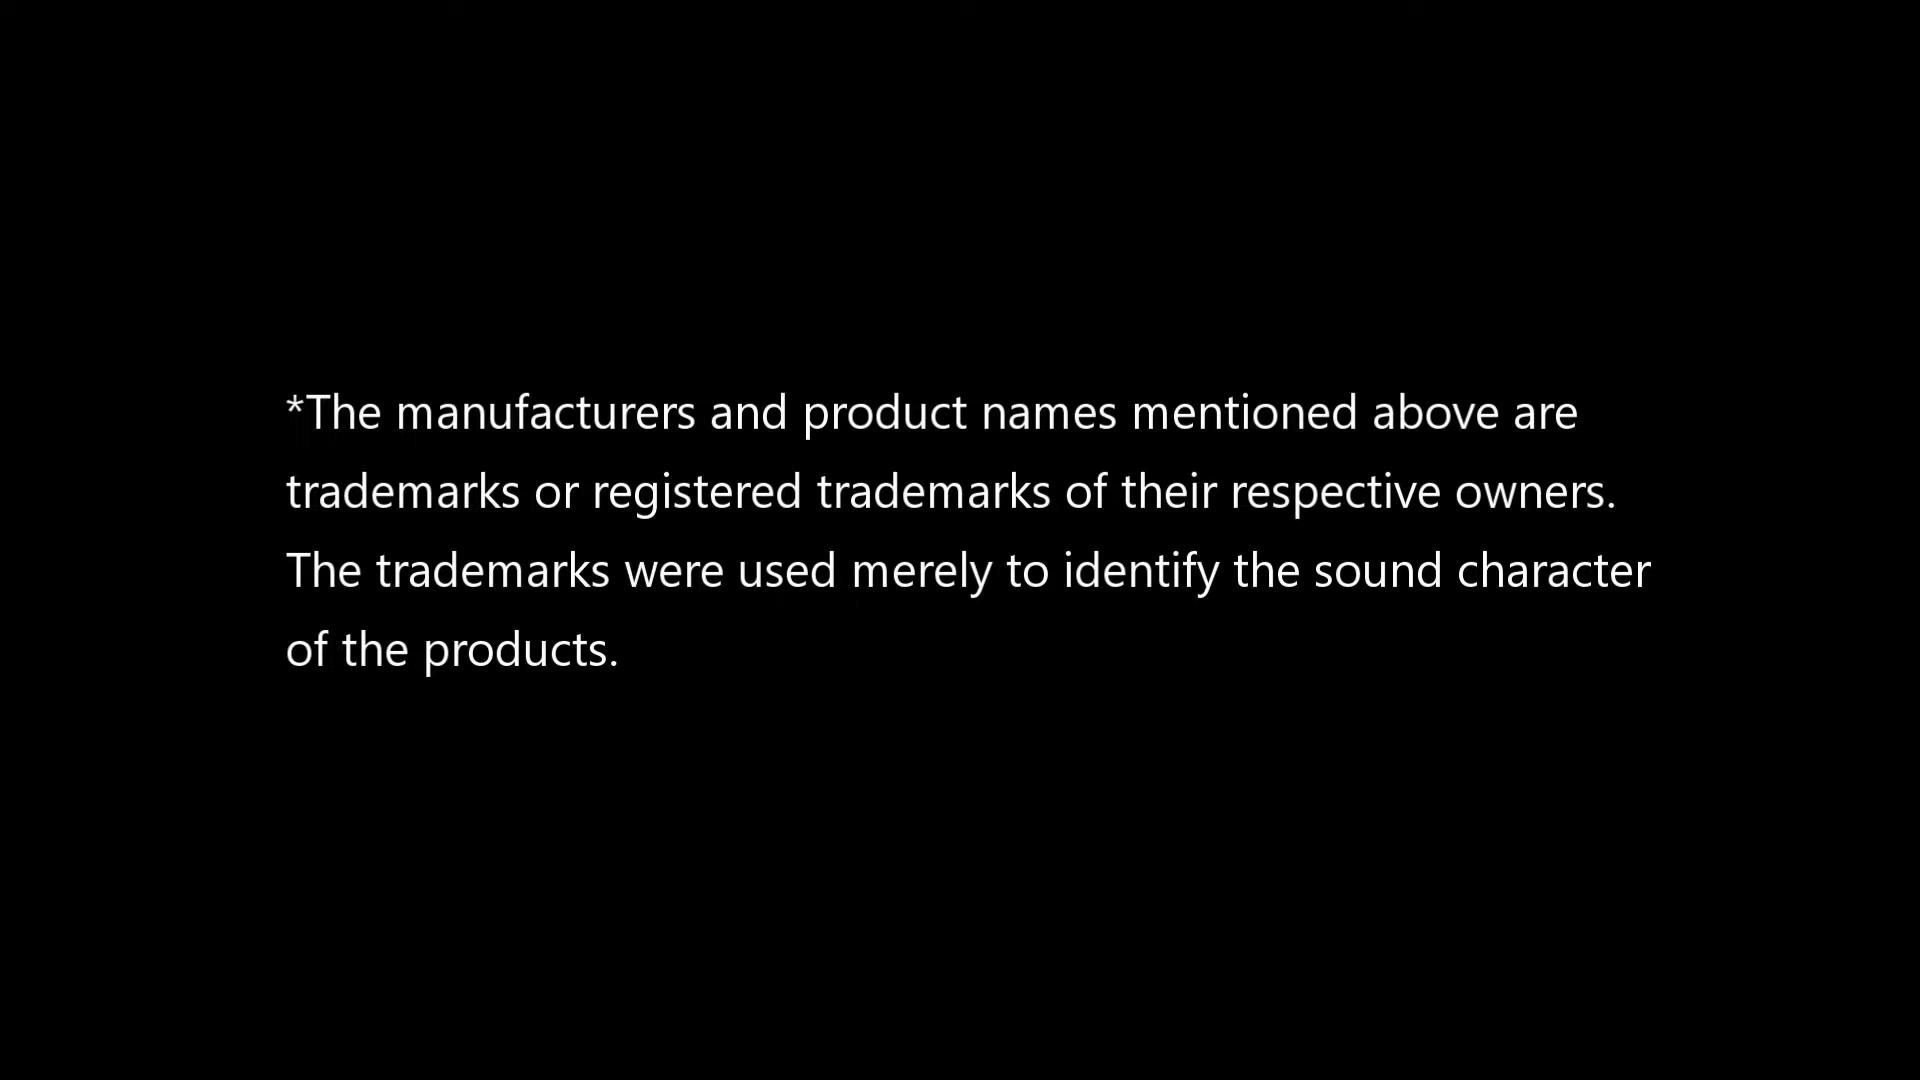 *The manufacturers and product names mentioned above are
trademarks or registered trademarks of their respective owners.
The trademarks were used merely to identify the sound character
of the products.